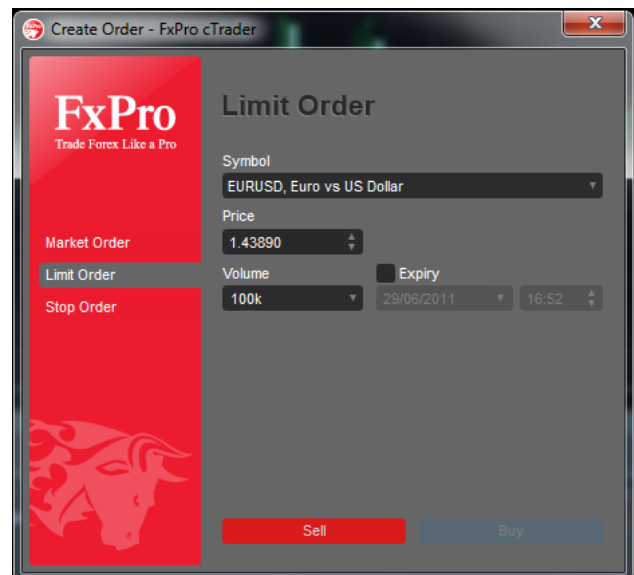 Create Order - FxPro cTrader
FxPro
Trade Forex Like a Pro
Market Order
Limit Order
Stop Order
Limit Order
Symbol
EURUSD, Euro vs US Dollar
Price
1.43890
Volume
Expiry
100k
29/06/2011
16:52
Sell
Buy